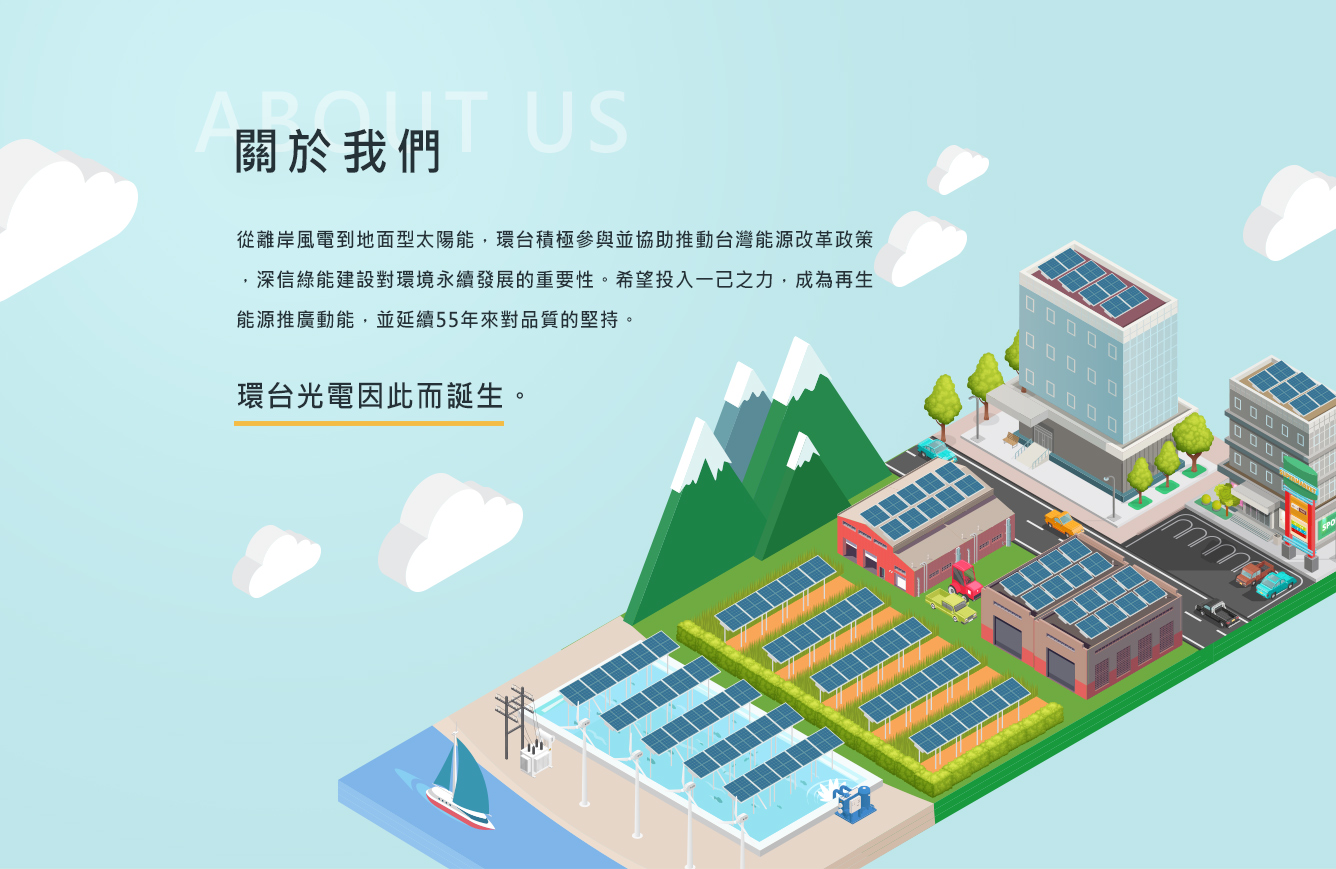 ABOUT US
關於我們
從離岸風電到地面型太陽能，環台積極參與並協助推動台灣能源改革政策
，深信綠能建設對環境永續發展的重要性。希望投入一己之力，成為再生
能源推廣動能，並延續55年來對品質的堅持。
環台光電因此而誕生。
SPO